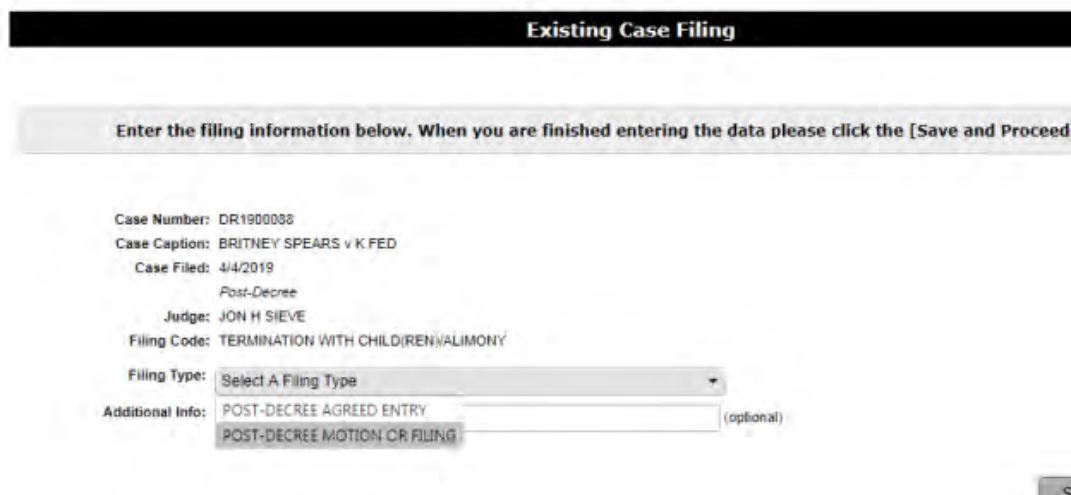 Existing Case Filing
Enter the filing information below. When you are finished entering the data please click the [Save and Proceed
Case Number: DR1900088
Case Caption: BRITNEY SPEARS v K FED
Case Filed: 4/4/2019
Post-Decree
Judge: JON H SIEVE
Filing Code: TERMINATION WITH CHILD(REN)/ALIMONY
Filing Type: Select A Filing Type
Additional Info: POST-DECREE AGREED ENTRY (optional)
POST-DECREE MOTION OR FILING